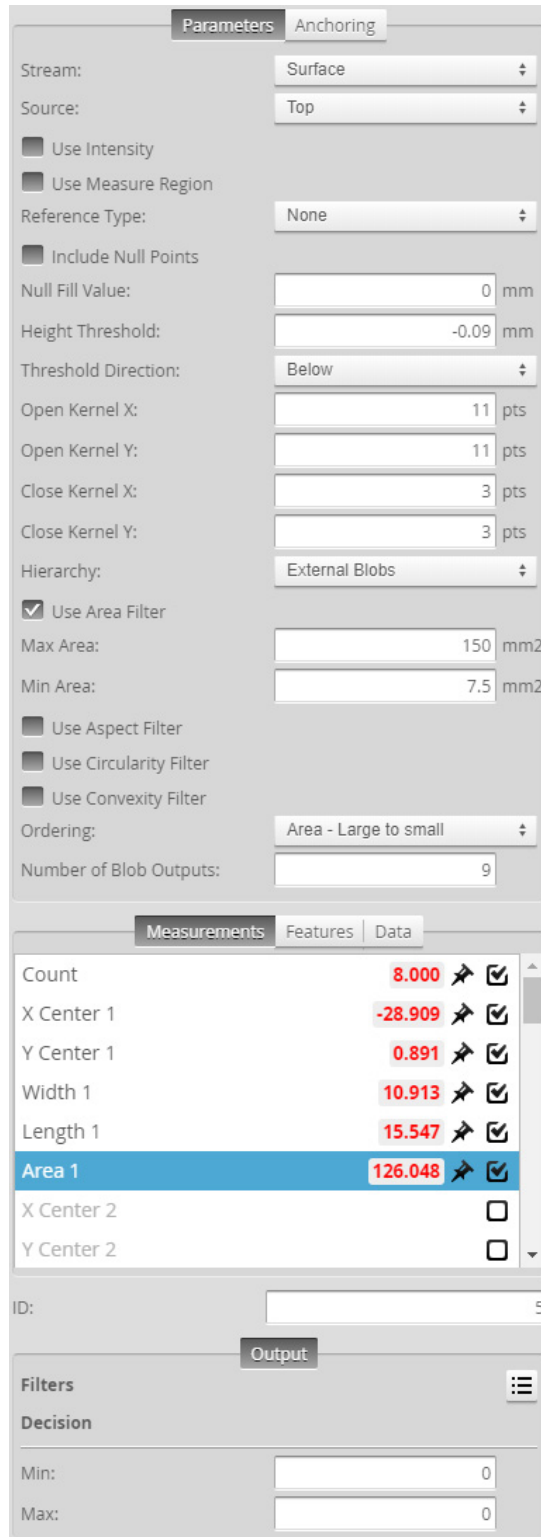 Parameters Anchoring
Stream: Surface
Source: Top
Use Intensity
Use Measure Region
Reference Type: None
Include Null Points
Null Fill Value: 0 mm
Height Threshold: -0.09 mm
Threshold Direction: Below
Open Kernel X: 11 pts
Open Kernel Y: 11 pts
Close Kernel X: 3 pts
Close Kernel Y: 3 pts
Hierarchy: External Blobs
Use Area Filter
Max Area: 150 mm2
Min Area: 7.5 mm2
Use Aspect Filter
Use Circularity Filter
Use Convexity Filter
Ordering: Area - Large to small
Number of Blob Outputs: 9
Measurements Features Data
Count 8.000
X Center 1 -28.909
Y Center 1 0.891
Width 1 10.913
Length 1 15.547
Area 1 126.048
X Center 2
Y Center 2
ID: 5
Output
Filters
Decision
Min: 0
Max: 0